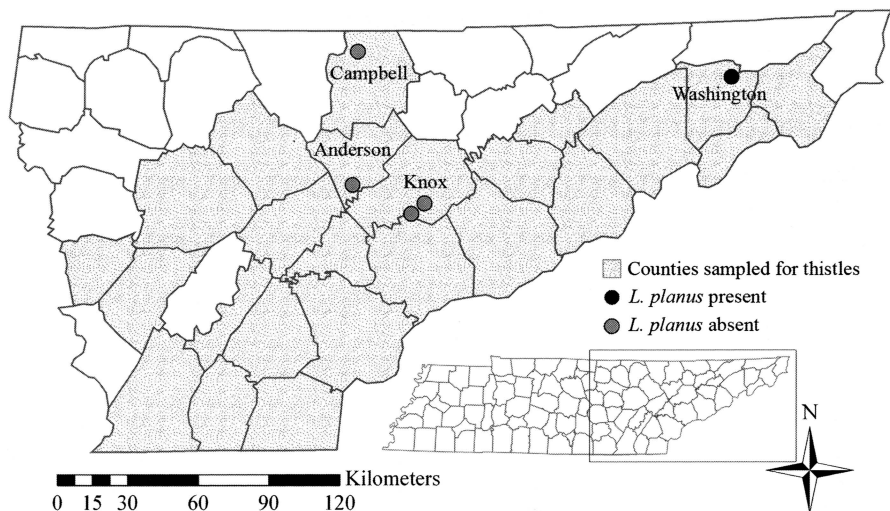 Campbell
Washington
Anderson
Knox
Counties sampled for thistles
L. planus present
L. planus absent
N
Kilometers
0 15 30 60 90 120